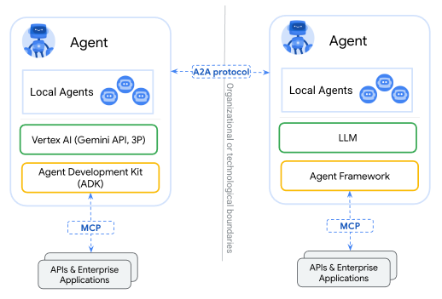 Agent
Local Agents
Vertex AI (Gemini API, 3P)
Agent Development Kit
(ADK)
MCP
APIs & Enterprise
Applications
A2A protocol
Organizational or technological boundaries
Agent
Local Agents
LLM
Agent Framework
MCP
APIs & Enterprise
Applications